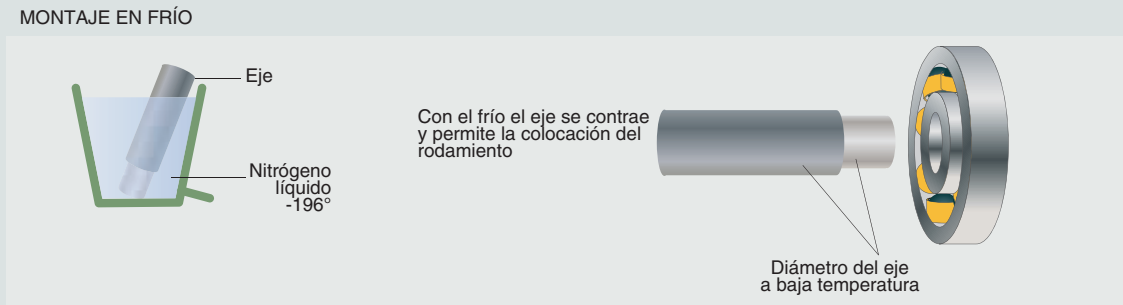 MONTAJE EN FRÍO
Eje
Nitrógeno
líquido
-196°
Con el frío el eje se contrae
y permite la colocación del
rodamiento
Diámetro del eje
a baja temperatura